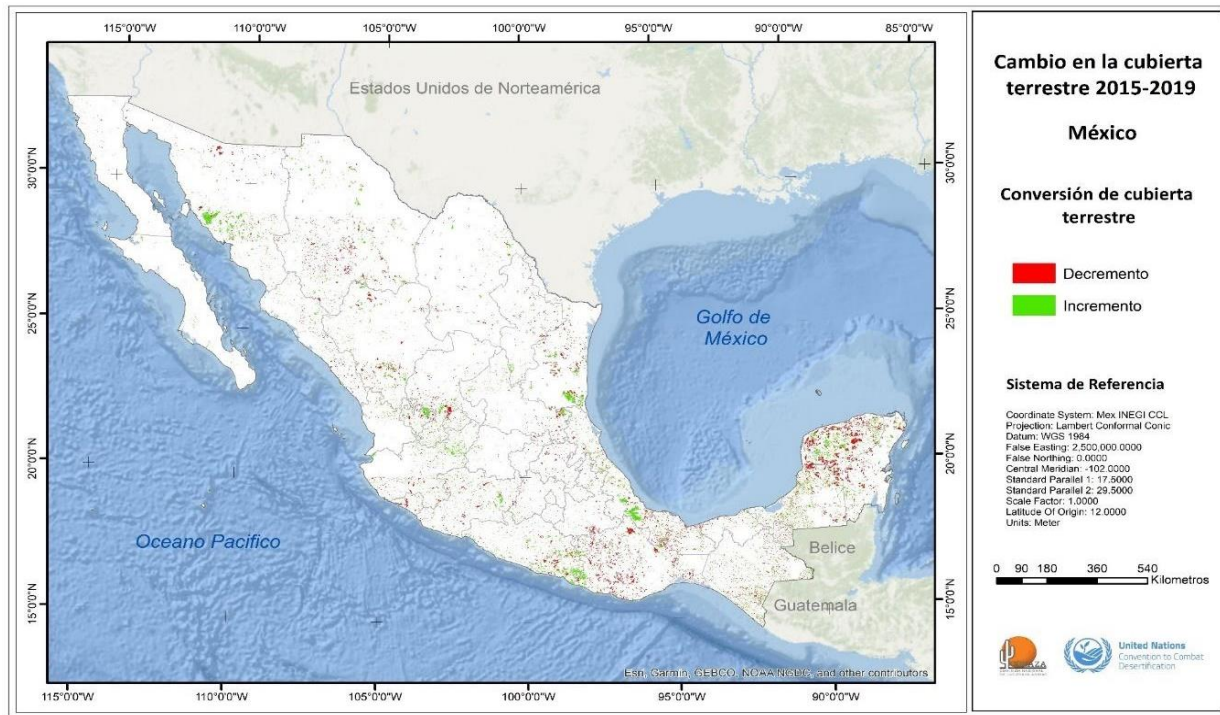 115°0'0"W
110°0'0"W
105°0'0"W
100°0'0"W
95°0'0"W
90°0'0"W
85°0'0"W
30°0'0"N
25°0'0"N
20°0'0"N
15°0'0"N
Estados Unidos de Norteamérica
Golfo de
México
Oceano Pacifico
Belice
Guatemala
30°0'0"N
25°0'0"N
20°0'0"N
15°0'0"N
Esri, Garmin, GEBCO, NOAA NGDC, and other contributors
115°0'0"W
110°0'0"W
105°0'0"W
100°0'0"W
95°0'0"W
90°0'0"W
Cambio en la cubierta
terrestre 2015-2019
México
Conversión de cubierta
terrestre
Decremento
Incremento
Sistema de Referencia
Coordinate System: Mex INEGI CCL
Projection: Lambert Conformal Conic
Datum: WGS 1984
False Easting: 2,500,000.0000
False Northing: 0.0000
Central Meridian: -102.0000
Standard Parallel 1: 17.5000
Standard Parallel 2: 29.5000
Scale Factor: 1.0000
Latitude Of Origin: 12.0000
Units: Meter
0 90 180 360 540
Kilometros
United Nations
Convention to Combat
Desertification